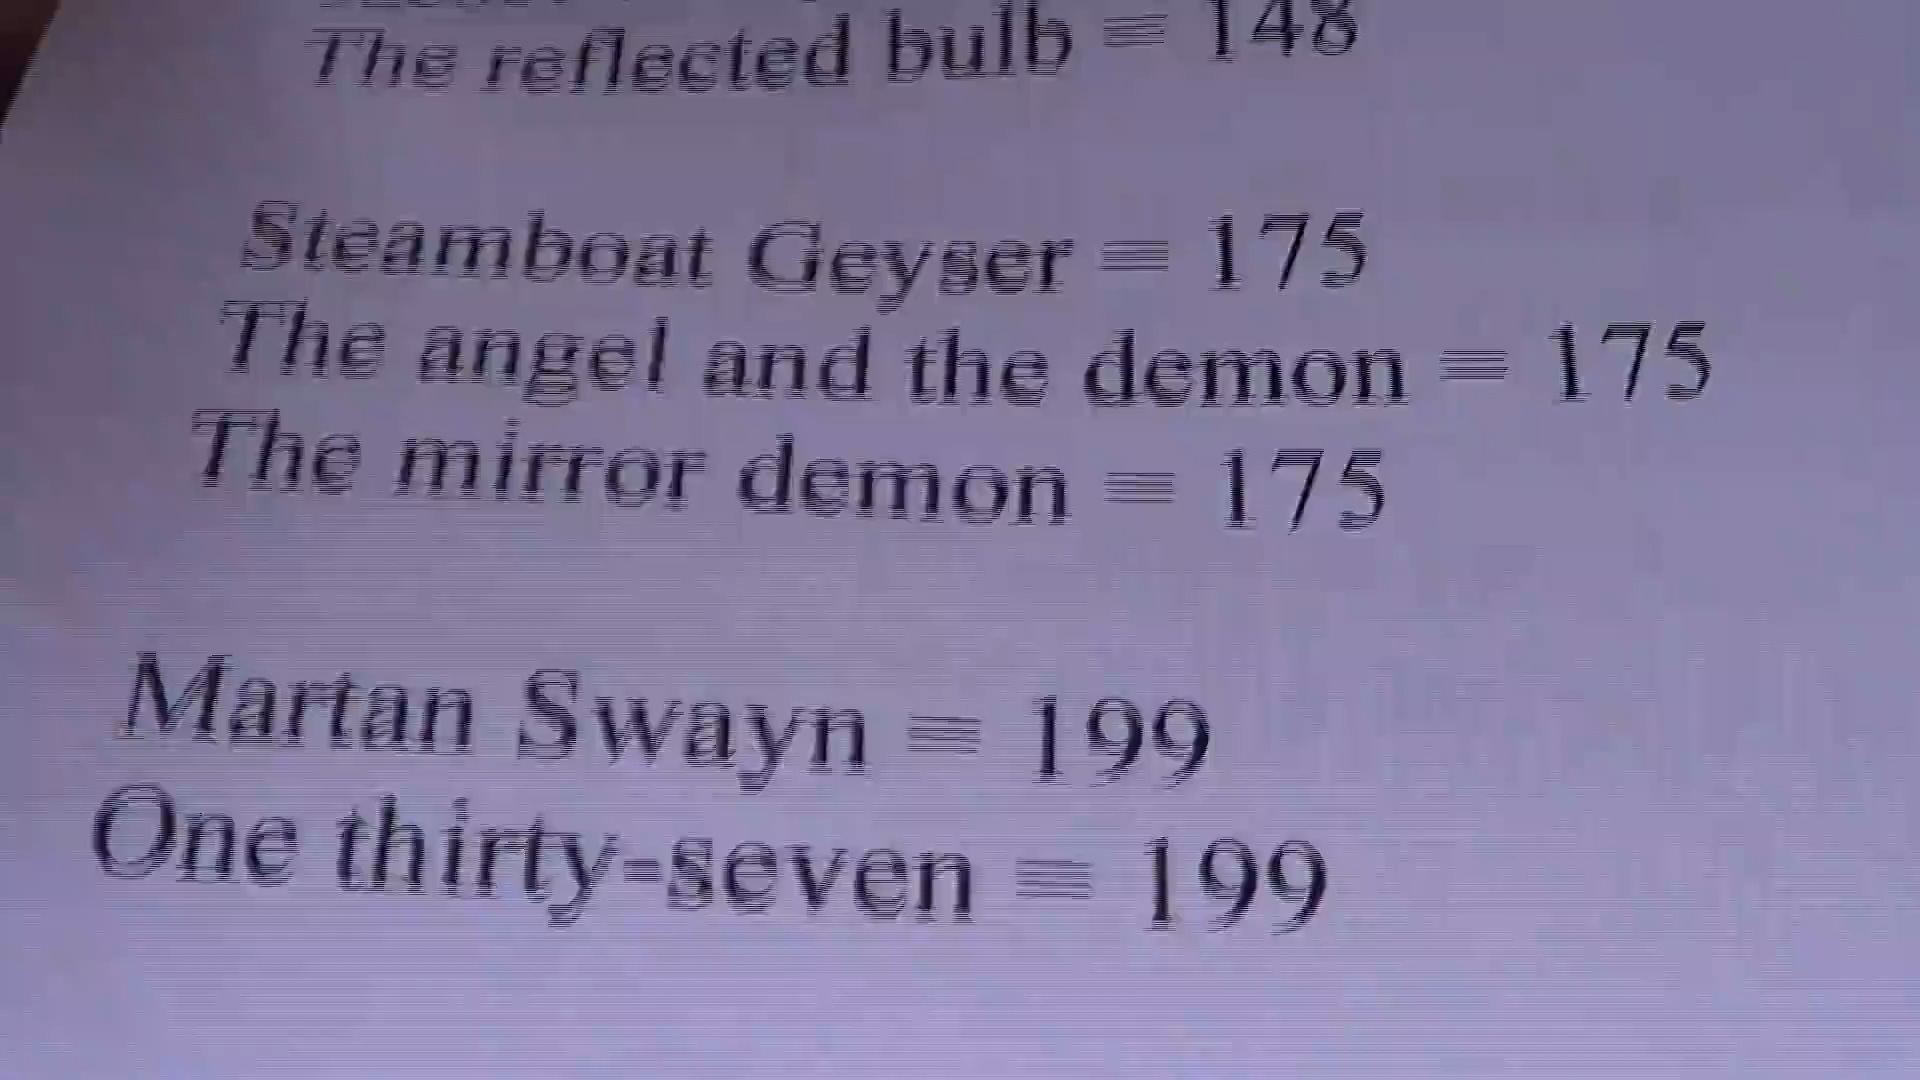 The reflected bulb = 148
Steamboat Geyser = 175
The angel and the demon = 175
The mirror demon = 175
Martan Swayn = 199
One thirty-seven = 199